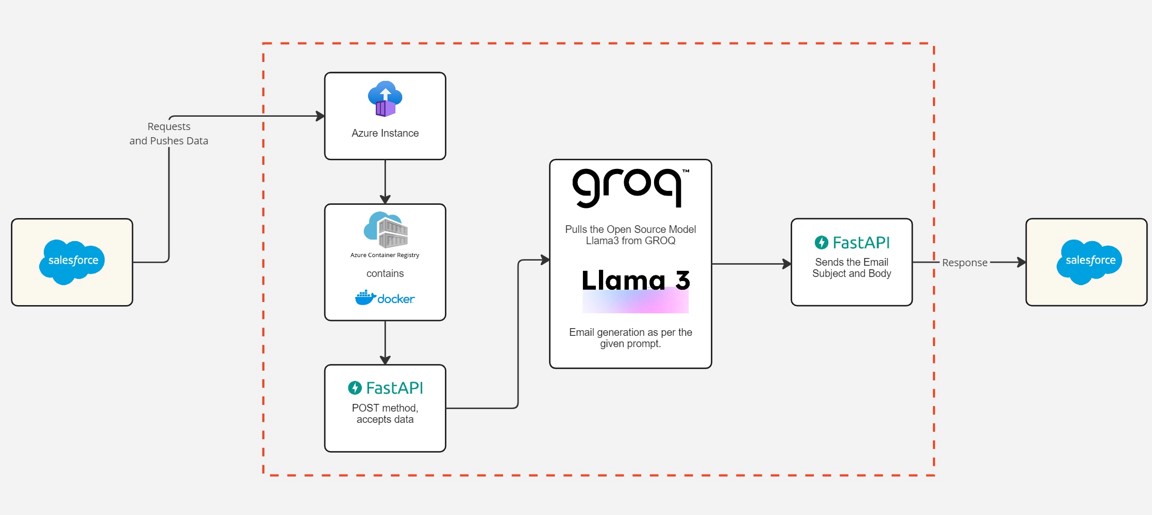 Requests
and Pushes Data
salesforce
Azure Instance
Azure Container Registry
contains
docker
FastAPI
POST method,
accepts data
groq™
Pulls the Open Source Model
Llama3 from GROQ
Llama 3
Email generation as per the
given prompt.
FastAPI
Sends the Email
Subject and Body
Response
salesforce